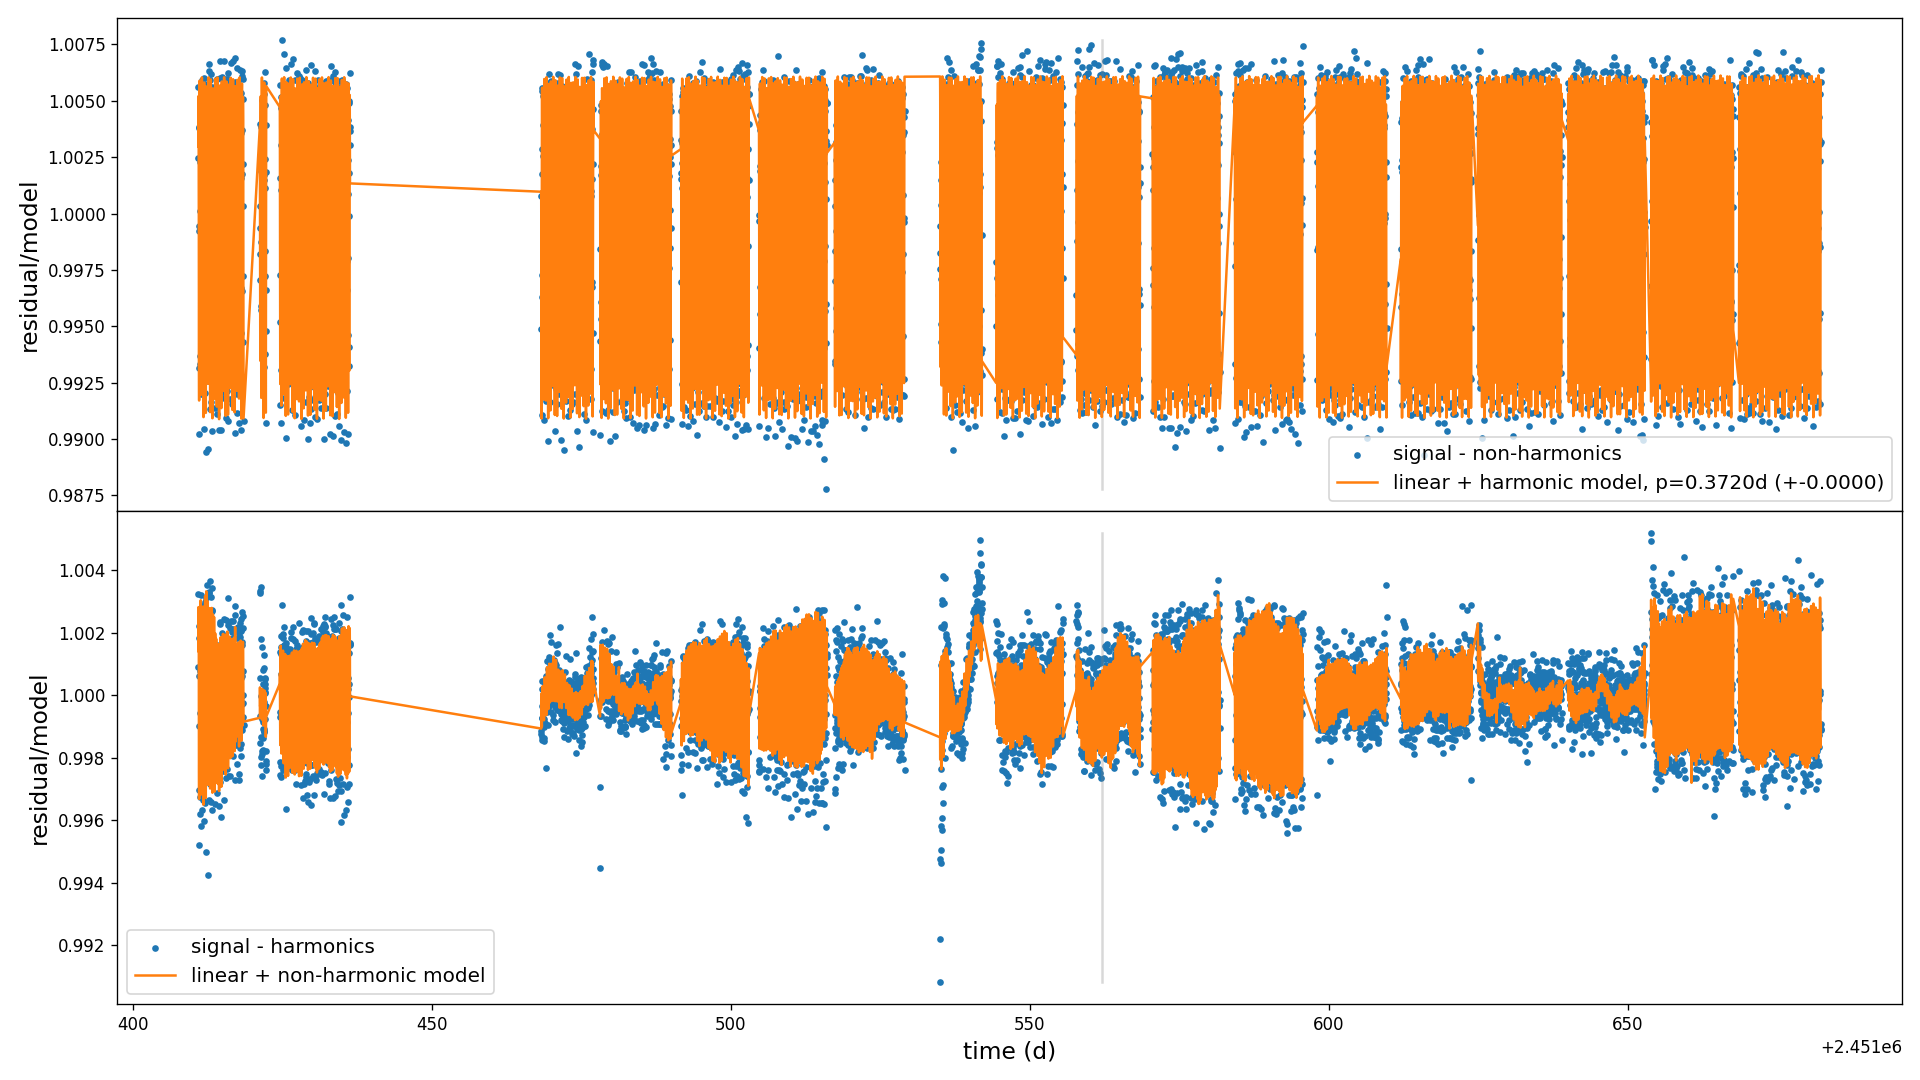 1.0075
1.0050
1.0025
1.0000
0.9975
0.9950
0.9925
0.9900
0.9875
residual/model
signal - non-harmonics
linear + harmonic model, p=0.3720d (+-0.0000)
1.004
1.002
1.000
0.998
0.996
0.994
0.992
residual/model
signal - harmonics
linear + non-harmonic model
400 450 500 550 600 650
time (d)
+2.451e6